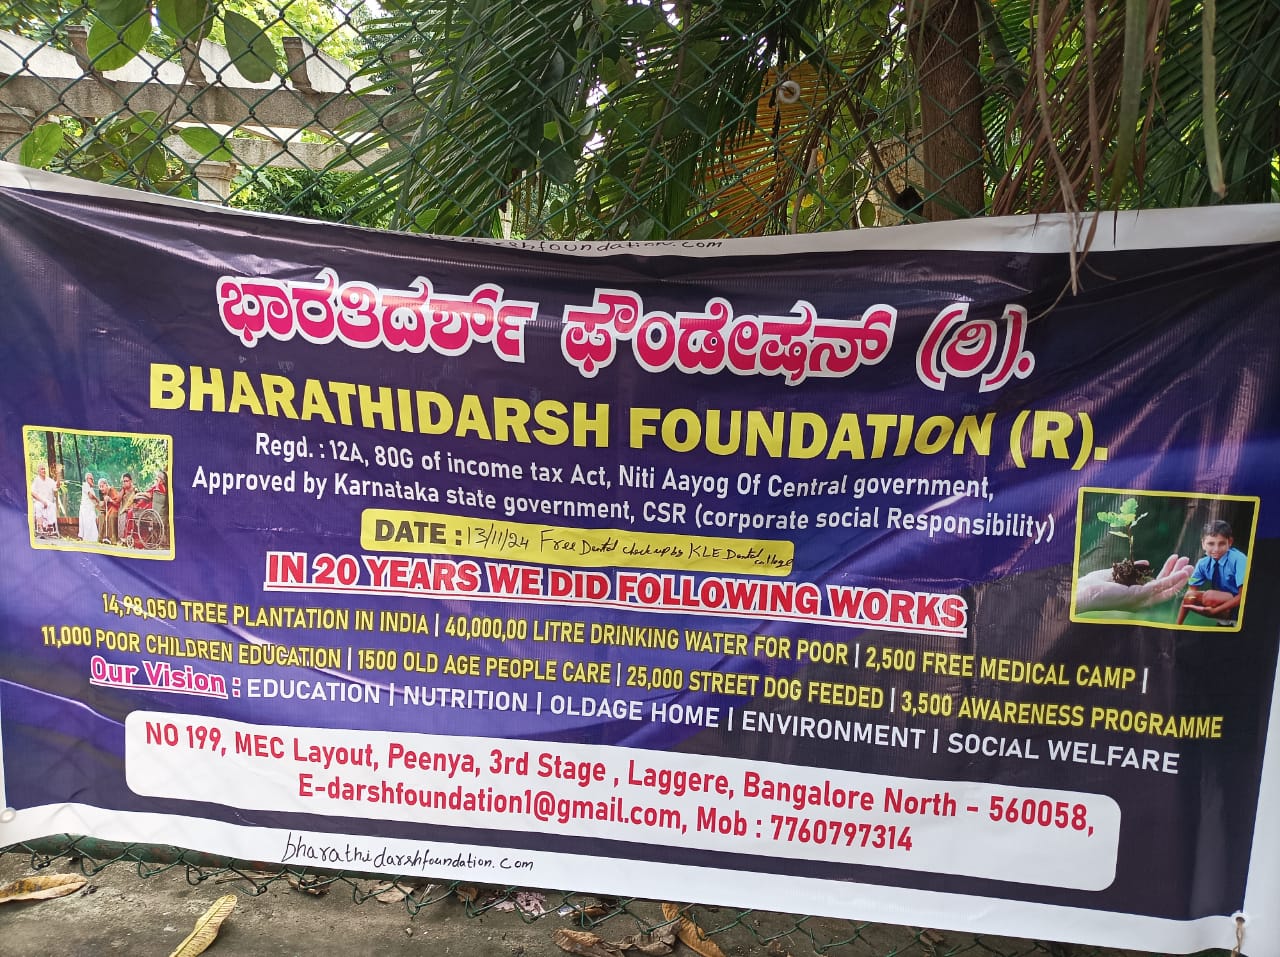 darshfoundation.com
ಭಾರತಿದರ್ಶ್ ಫೌಂಡೇಷನ್ (ರಿ).
BHARATHIDARSH FOUNDATION (R).
Regd. : 12A, 80G of income tax Act, Niti Aayog Of Central government,
Approved by Karnataka state government, CSR (corporate social Responsibility)
DATE : 13/11/24 Free Dental check up by KLE Dental college
IN 20 YEARS WE DID FOLLOWING WORKS
14,98,050 TREE PLANTATION IN INDIA | 40,000,00 LITRE DRINKING WATER FOR POOR | 2,500 FREE MEDICAL CAMP |
11,000 POOR CHILDREN EDUCATION | 1500 OLD AGE PEOPLE CARE | 25,000 STREET DOG FEEDED | 3,500 AWARENESS PROGRAMME
Our Vision : EDUCATION | NUTRITION | OLDAGE HOME | ENVIRONMENT | SOCIAL WELFARE
NO 199, MEC Layout, Peenya, 3rd Stage , Laggere, Bangalore North - 560058,
E-darshfoundation1@gmail.com, Mob : 7760797314
bharathidarshfoundation.com